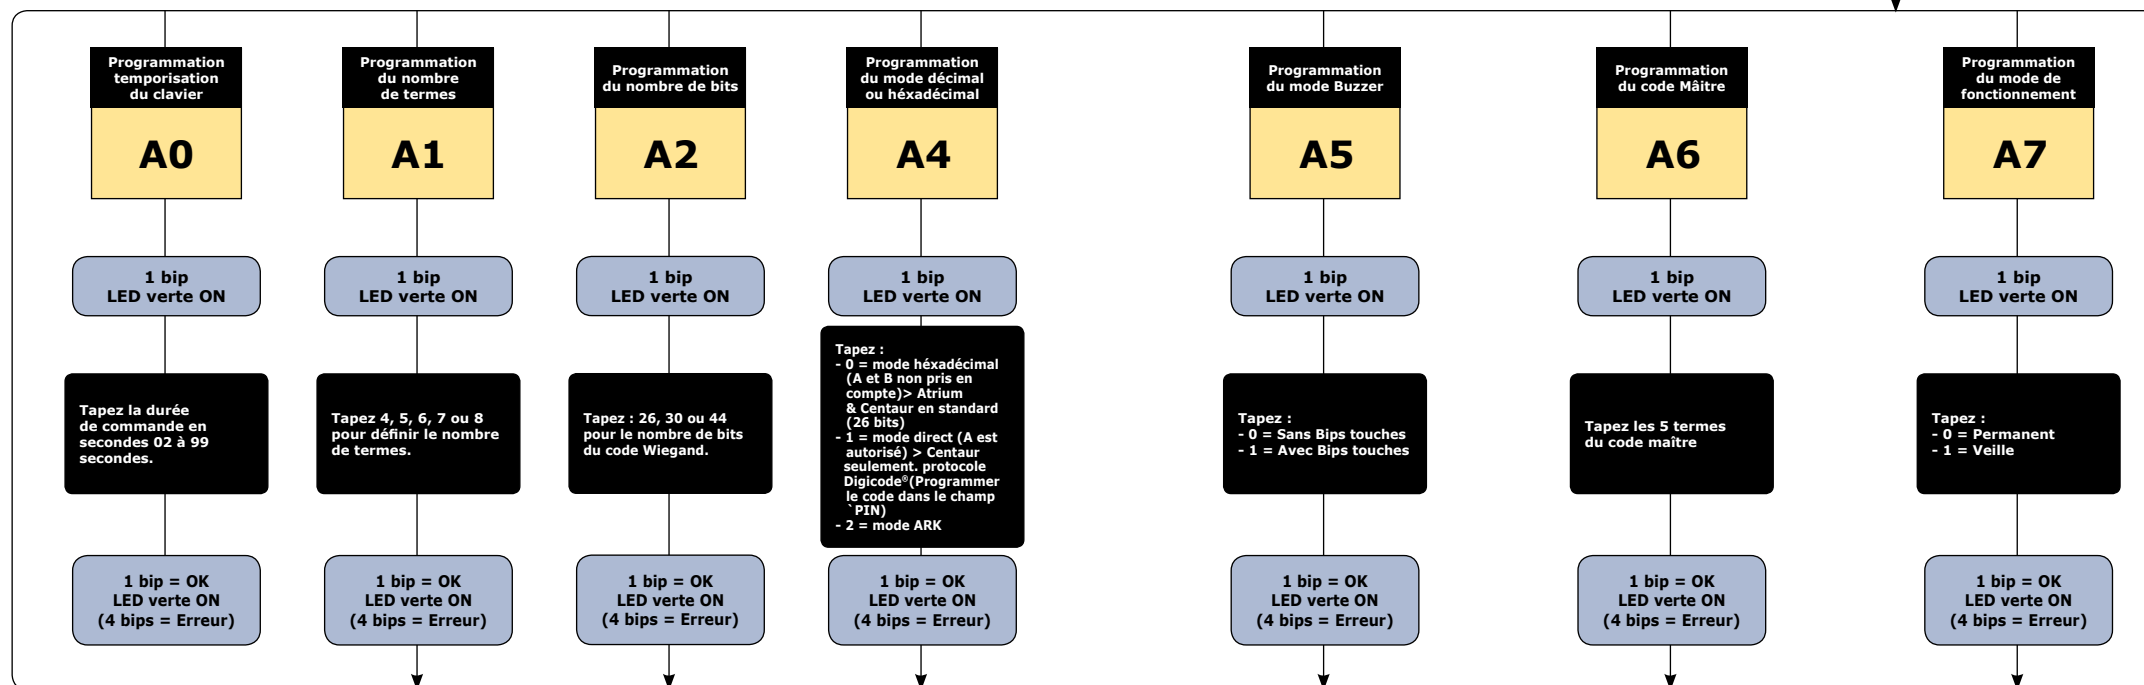 Programmation
temporisation
du clavier
A0
1 bip
LED verte ON
Tapez la durée
de commande en
secondes 02 à 99
secondes.
1 bip = OK
LED verte ON
(4 bips = Erreur)
Programmation
du nombre
de termes
A1
1 bip
LED verte ON
Tapez 4, 5, 6, 7 ou 8
pour définir le nombre
de termes.
1 bip = OK
LED verte ON
(4 bips = Erreur)
Programmation
du nombre de bits
A2
1 bip
LED verte ON
Tapez : 26, 30 ou 44
pour le nombre de bits
du code Wiegand.
1 bip = OK
LED verte ON
(4 bips = Erreur)
Programmation
du mode décimal
ou héxadécimal
A4
1 bip
LED verte ON
Tapez :
- 0 = mode héxadécimal
(A et B non pris en
compte)> Atrium
& Centaur en standard
(26 bits)
- 1 = mode direct (A est
autorisé) > Centaur
seulement. protocole
Digicode®(Programmer
le code dans le champ
`PIN)
- 2 = mode ARK
1 bip = OK
LED verte ON
(4 bips = Erreur)
Programmation
du mode Buzzer
A5
1 bip
LED verte ON
Tapez :
- 0 = Sans Bips touches
- 1 = Avec Bips touches
1 bip = OK
LED verte ON
(4 bips = Erreur)
Programmation
du code Mâitre
A6
1 bip
LED verte ON
Tapez les 5 termes
du code maître
1 bip = OK
LED verte ON
(4 bips = Erreur)
Programmation
du mode de
fonctionnement
A7
1 bip
LED verte ON
Tapez :
- 0 = Permanent
- 1 = Veille
1 bip = OK
LED verte ON
(4 bips = Erreur)